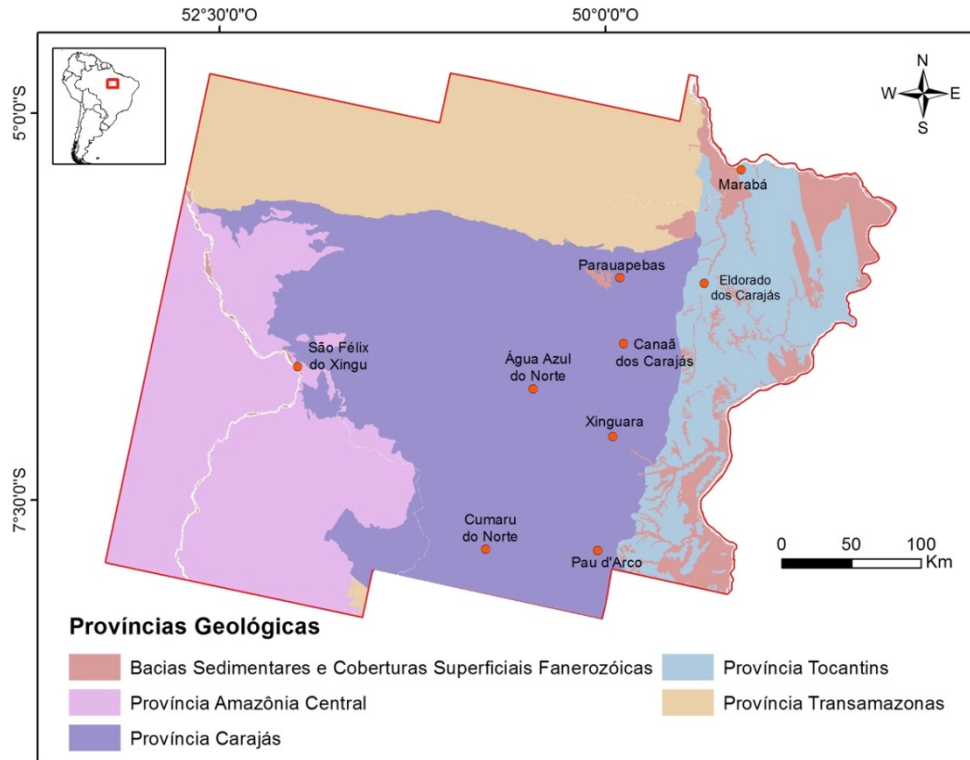 52°30'0"O
50°0'0"O
5°0'0"S
7°30'0"S
N
W E
S
Marabá
Parauapebas
Eldorado
dos Carajás
São Félix
do Xingu
Água Azul
do Norte
Canaã
dos Carajás
Xinguara
Cumaru
do Norte
Pau d'Arco
0 50 100
Km
Províncias Geológicas
Bacias Sedimentares e Coberturas Superficiais Fanerozóicas
Província Amazônia Central
Província Carajás
Província Tocantins
Província Transamazonas